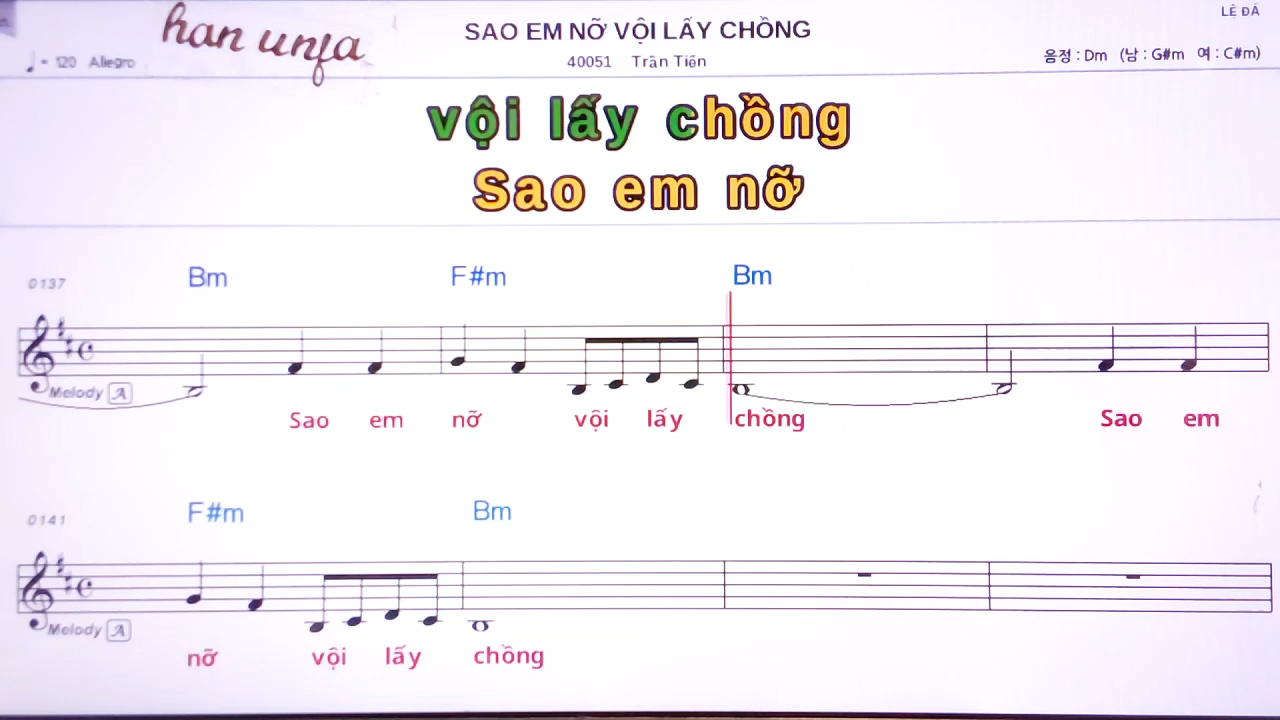 LÊ ĐÁ
han unfa
SAO EM NỠ VỘI LẤY CHỒNG
♩ = 120 Allegro
40051 Trần Tiến
음정 : Dm (남 : G#m 여 : C#m)
vội lấy chồng
Sao em nỡ
0137 Bm F#m Bm
Melody A
Sao em nỡ vội lấy chồng Sao em
0141 F#m Bm
Melody A
nỡ vội lấy chồng